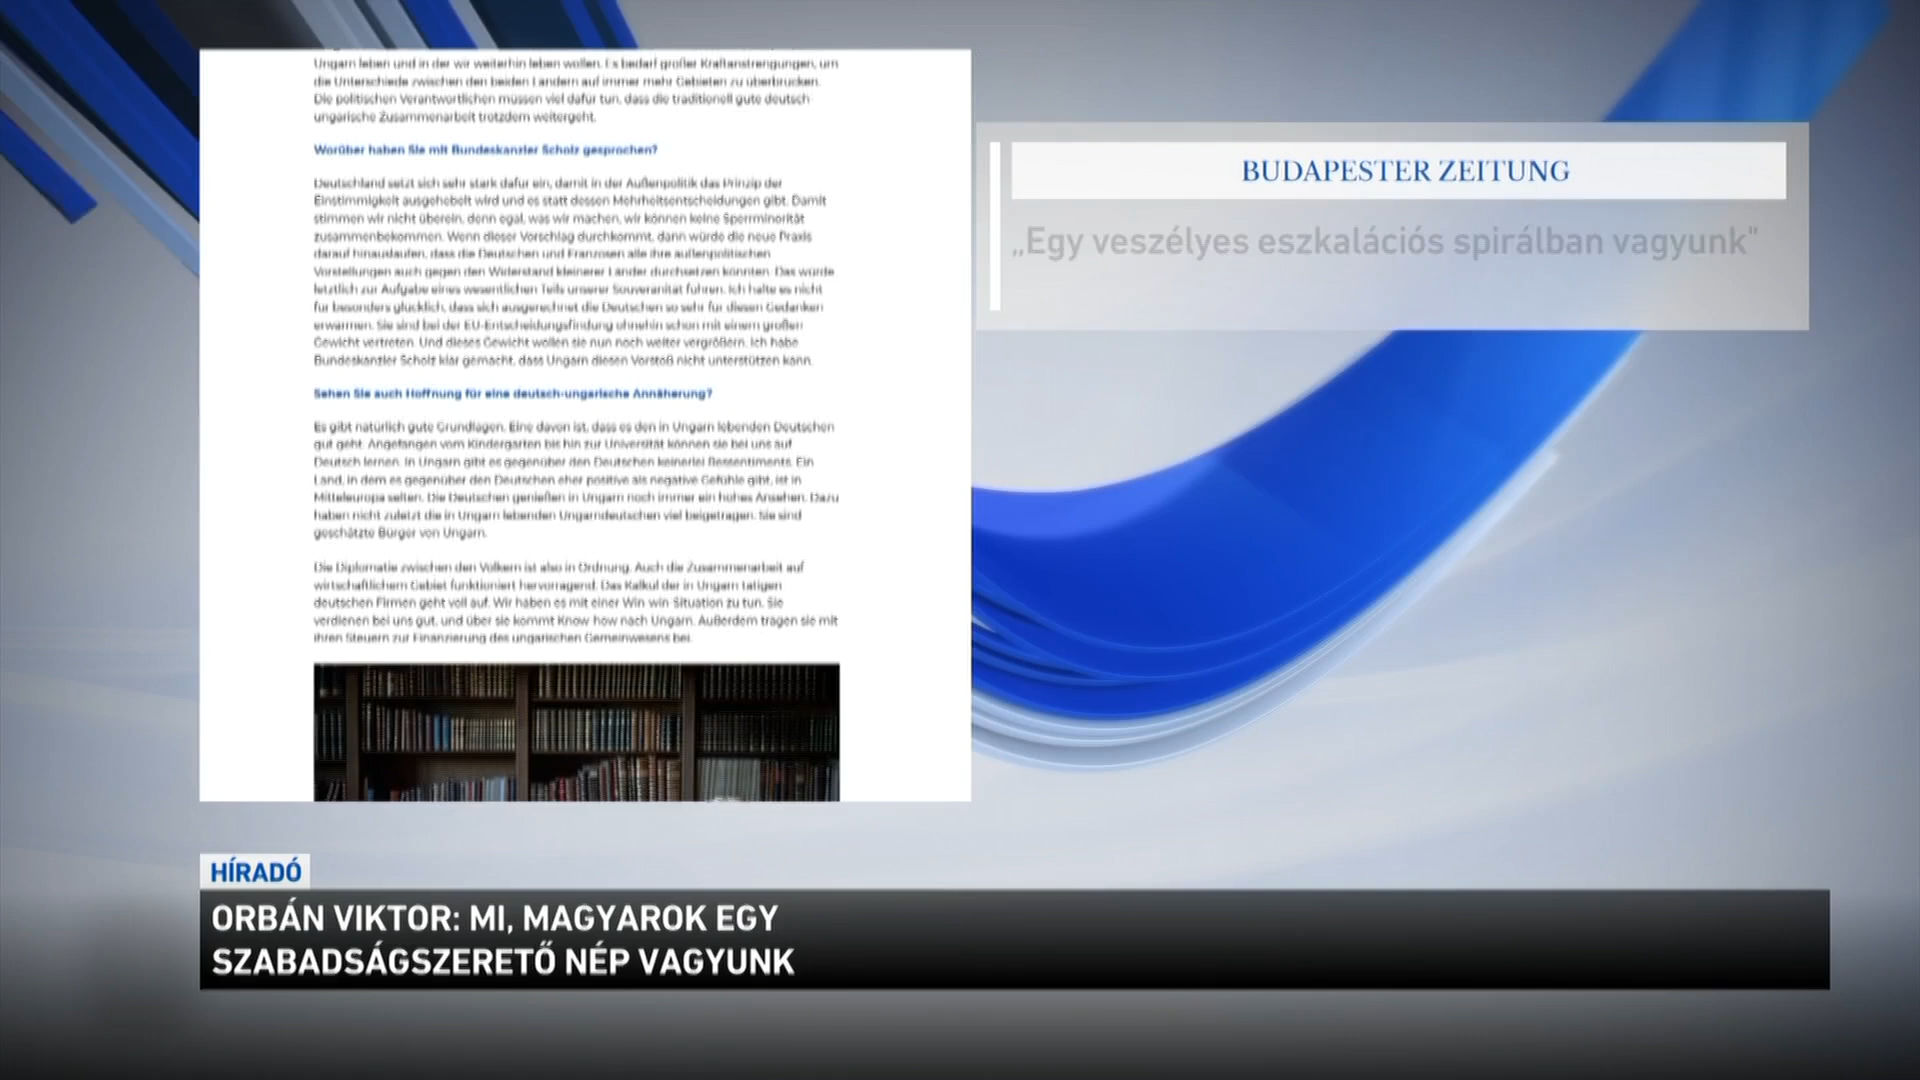 Ungarn leben und in der wir weiterhin leben wollen. Es bedarf großer Kraftanstrengungen, um
die Unterschiede zwischen den beiden Ländern auf immer mehr Gebieten zu überbrücken.
Die politischen Verantwortlichen müssen viel dafür tun, dass die traditionell gute deutsch
ungarische Zusammenarbeit trotzdem weitergeht.
Worüber haben Sie mit Bundeskanzler Scholz gesprochen?
Deutschland setzt sich sehr stark dafür ein, damit in der Außenpolitik das Prinzip der
Einstimmigkeit ausgehebelt wird und es statt dessen Mehrheitsentscheidungen gibt. Damit
stimmen wir nicht überein, denn egal, was wir machen, wir können keine Sperrminorität
zusammenbekommen. Wenn dieser Vorschlag durchkommt, dann würde die neue Praxis
darauf hinauslaufen, dass die Deutschen und Franzosen alle ihre außenpolitischen
Vorstellungen auch gegen den Widerstand kleinerer Länder durchsetzen könnten. Das würde
letztlich zur Aufgabe eines wesentlichen Teils unserer Souveränität führen. Ich halte es nicht
für besonders glücklich, dass sich ausgerechnet die Deutschen so sehr für diesen Gedanken
erwärmen. Sie sind bei der EU-Entscheidungsfindung ohnehin schon mit einem großen
Gewicht vertreten. Und dieses Gewicht wollen sie nun noch weiter vergrößern. Ich habe
Bundeskanzler Scholz klar gemacht, dass Ungarn diesen Vorstoß nicht unterstützen kann.
Sehen Sie auch Hoffnung für eine deutsch-ungarische Annäherung?
Es gibt natürlich gute Grundlagen. Eine davon ist, dass es den in Ungarn lebenden Deutschen
gut geht. Angefangen vom Kindergarten bis hin zur Universität können sie bei uns auf
Deutsch lernen. In Ungarn gibt es gegenüber den Deutschen keinerlei Ressentiments. Ein
Land, in dem es gegenüber den Deutschen eher positive als negative Gefühle gibt, ist in
Mitteleuropa selten. Die Deutschen genießen in Ungarn noch immer ein hohes Ansehen. Dazu
haben nicht zuletzt die in Ungarn lebenden Ungarndeutschen viel beigetragen. Sie sind
geschätzte Bürger von Ungarn.
Die Diplomatie zwischen den Völkern ist also in Ordnung. Auch die Zusammenarbeit auf
wirtschaftlichem Gebiet funktioniert hervorragend. Das Kalkül der in Ungarn tätigen
deutschen Firmen geht voll auf. Wir haben es mit einer Win win Situation zu tun. Sie
verdienen bei uns gut, und über sie kommt Know how nach Ungarn. Außerdem tragen sie mit
ihren Steuern zur Finanzierung des ungarischen Gemeinwesens bei.
BUDAPESTER ZEITUNG
„Egy veszélyes eszkalációs spirálban vagyunk"
HÍRADÓ
ORBÁN VIKTOR: MI, MAGYAROK EGY
SZABADSÁGSZERETŐ NÉP VAGYUNK